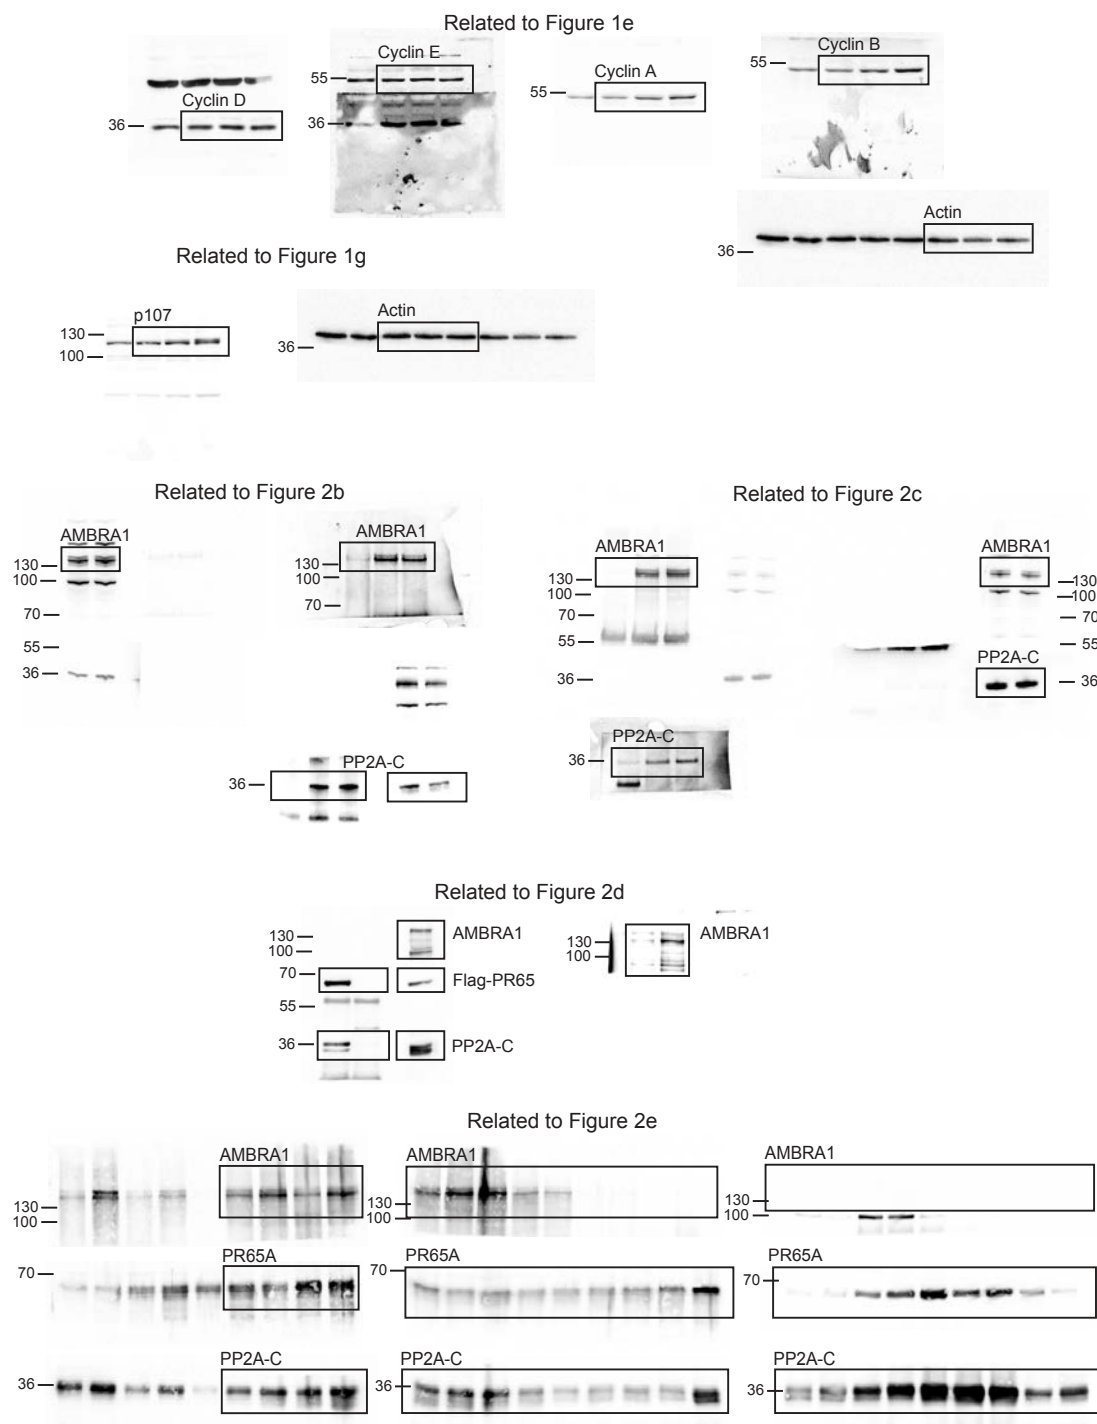 Related to Figure 1e
Cyclin D
36
Cyclin E
55
36
Cyclin A
55
Cyclin B
55
Actin
36
Related to Figure 1g
p107
130
100
Actin
36
Related to Figure 2b
AMBRA1
130
100
70
55
36
AMBRA1
130
100
70
PP2A-C
36
Related to Figure 2c
AMBRA1
130
100
70
55
36
AMBRA1
130
100
70
55
PP2A-C
36
PP2A-C
36
Related to Figure 2d
130
100
AMBRA1
70
Flag-PR65
55
36
PP2A-C
130
100
AMBRA1
Related to Figure 2e
AMBRA1
130
100
AMBRA1
130
100
AMBRA1
130
100
PR65A
70
PR65A
70
PR65A
70
PP2A-C
36
PP2A-C
36
PP2A-C
36